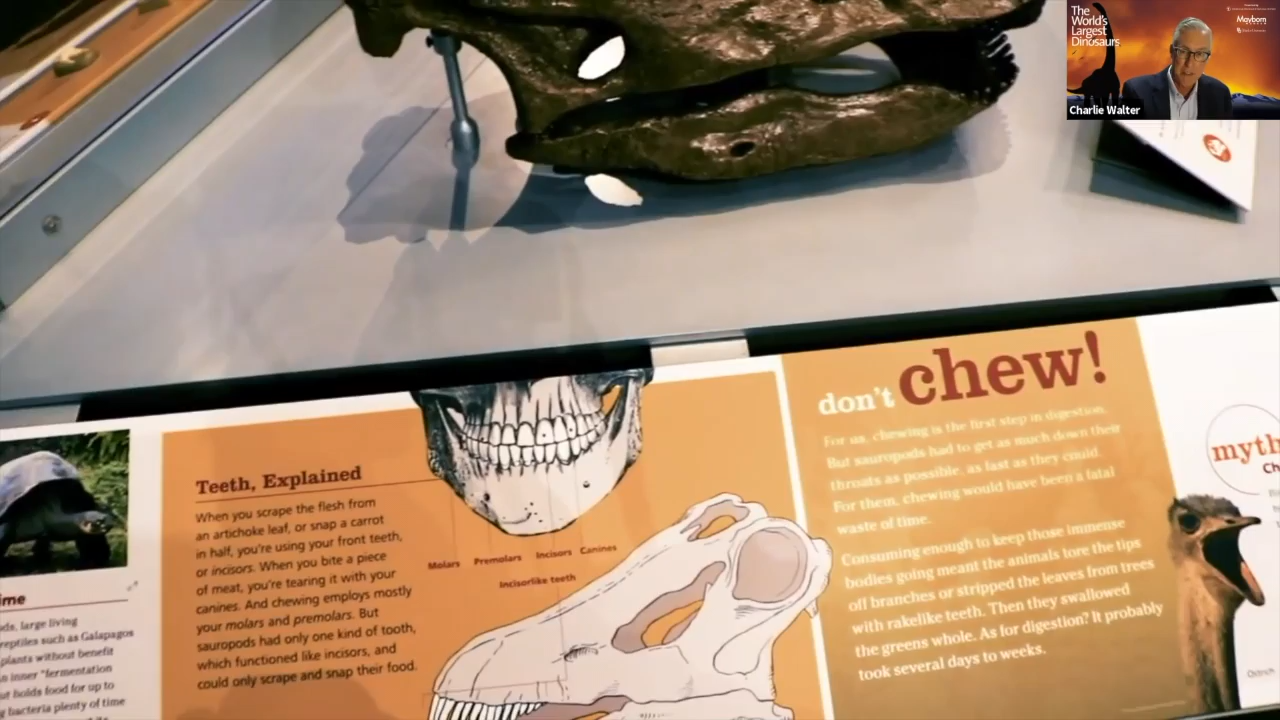 The
World's
Largest
Dinosaurs
Mayborn
Charlie Walter
Teeth, Explained
When you scrape the flesh from
an artichoke leaf, or snap a carrot
in half, you're using your front teeth,
or incisors. When you bite a piece
of meat, you're tearing it with your
canines. And chewing employs mostly
your molars and premolars. But
sauropods had only one kind of tooth,
which functioned like incisors, and
could only scrape and snap their food.
Molars Premolars Incisors Canines
Incisorlike teeth
don't chew!
For us, chewing is the first step in digestion.
But sauropods had to get as much down their
throats as possible, as fast as they could.
For them, chewing would have been a fatal
waste of time.
Consuming enough to keep those immense
bodies going meant the animals tore the tips
off branches or stripped the leaves from trees
with rakelike teeth. Then they swallowed
the greens whole. As for digestion? It probably
took several days to weeks.
myth
Ch
Ostrich
ime
ods, large living
reptiles such as Galapagos
plants without benefit
n inner "fermentation
at holds food for up to
g bacteria plenty of time